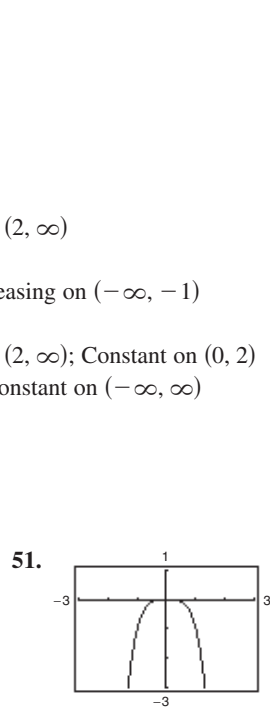 (2, ∞)
easing on (−∞, −1)
(2, ∞); Constant on (0, 2)
onstant on (−∞, ∞)
51.
1
−3
3
−3